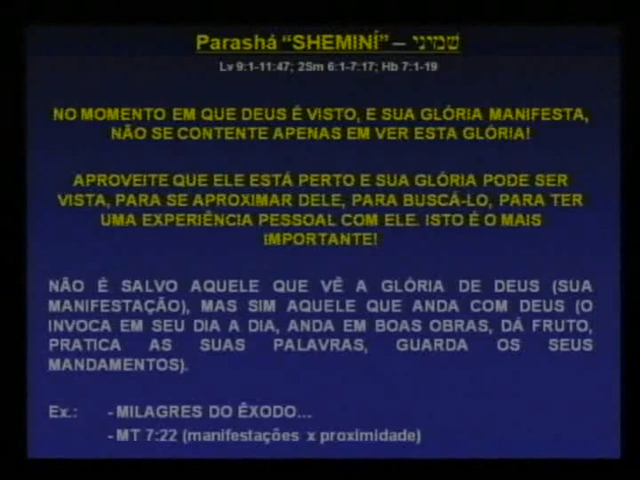 Parashá “SHEMINÍ” – שמיני
Lv 9:1-11:47; 2Sm 6:1-7:17; Hb 7:1-19
NO MOMENTO EM QUE DEUS É VISTO, E SUA GLÓRIA MANIFESTA,
NÃO SE CONTENTE APENAS EM VER ESTA GLÓRIA!
APROVEITE QUE ELE ESTÁ PERTO E SUA GLÓRIA PODE SER
VISTA, PARA SE APROXIMAR DELE, PARA BUSCÁ-LO, PARA TER
UMA EXPERIÊNCIA PESSOAL COM ELE. ISTO É O MAIS
IMPORTANTE!
NÃO É SALVO AQUELE QUE VÊ A GLÓRIA DE DEUS (SUA
MANIFESTAÇÃO), MAS SIM AQUELE QUE ANDA COM DEUS (O
INVOCA EM SEU DIA A DIA, ANDA EM BOAS OBRAS, DÁ FRUTO,
PRATICA AS SUAS PALAVRAS, GUARDA OS SEUS
MANDAMENTOS).
Ex.: - MILAGRES DO ÊXODO...
- MT 7:22 (manifestações x proximidade)